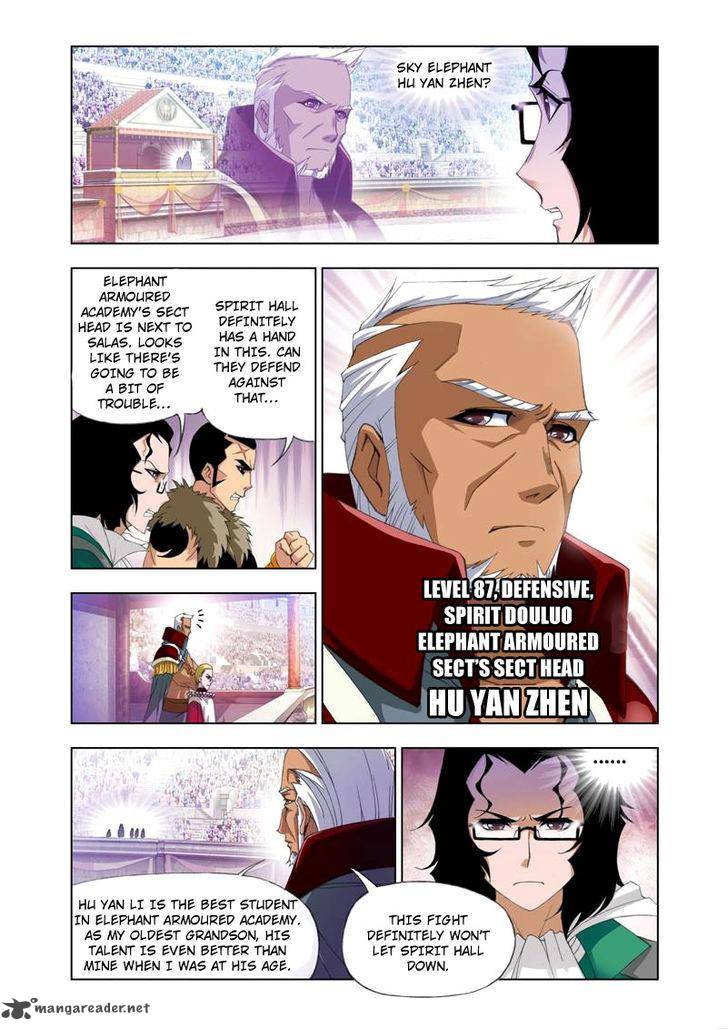 SKY ELEPHANT
HU YAN ZHEN?
ELEPHANT
ARMOURED
ACADEMY'S SECT
HEAD IS NEXT TO
SALAS. LOOKS
LIKE THERE'S
GOING TO BE
A BIT OF
TROUBLE...
SPIRIT HALL
DEFINITELY
HAS A HAND
IN THIS. CAN
THEY DEFEND
AGAINST
THAT...
LEVEL 87, DEFENSIVE,
SPIRIT DOULUO
ELEPHANT ARMOURED
SECT'S SECT HEAD
HU YAN ZHEN
HU YAN LI IS THE BEST STUDENT
IN ELEPHANT ARMOURED ACADEMY.
AS MY OLDEST GRANDSON, HIS
TALENT IS EVEN BETTER THAN
MINE WHEN I WAS AT HIS AGE.
THIS FIGHT
DEFINITELY WON'T
LET SPIRIT HALL
DOWN.
......
mangareader.net